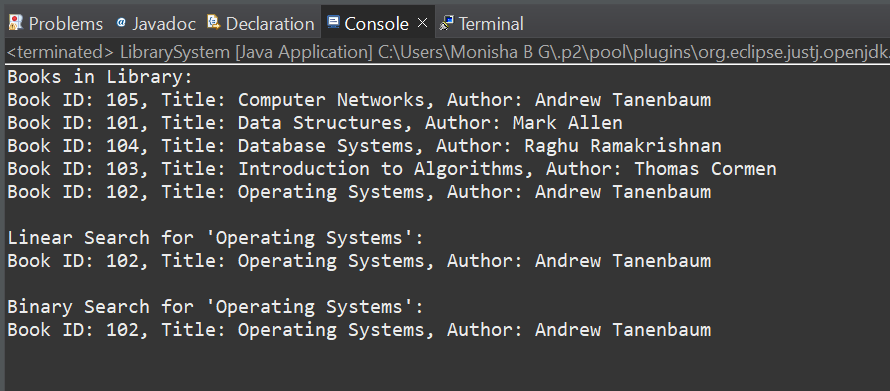 Problems @ Javadoc Declaration Console × Terminal
<terminated> LibrarySystem [Java Application] C:\Users\Monisha B G\.p2\pool\plugins\org.eclipse.justj.openjdk.
Books in Library:
Book ID: 105, Title: Computer Networks, Author: Andrew Tanenbaum
Book ID: 101, Title: Data Structures, Author: Mark Allen
Book ID: 104, Title: Database Systems, Author: Raghu Ramakrishnan
Book ID: 103, Title: Introduction to Algorithms, Author: Thomas Cormen
Book ID: 102, Title: Operating Systems, Author: Andrew Tanenbaum
Linear Search for 'Operating Systems':
Book ID: 102, Title: Operating Systems, Author: Andrew Tanenbaum
Binary Search for 'Operating Systems':
Book ID: 102, Title: Operating Systems, Author: Andrew Tanenbaum